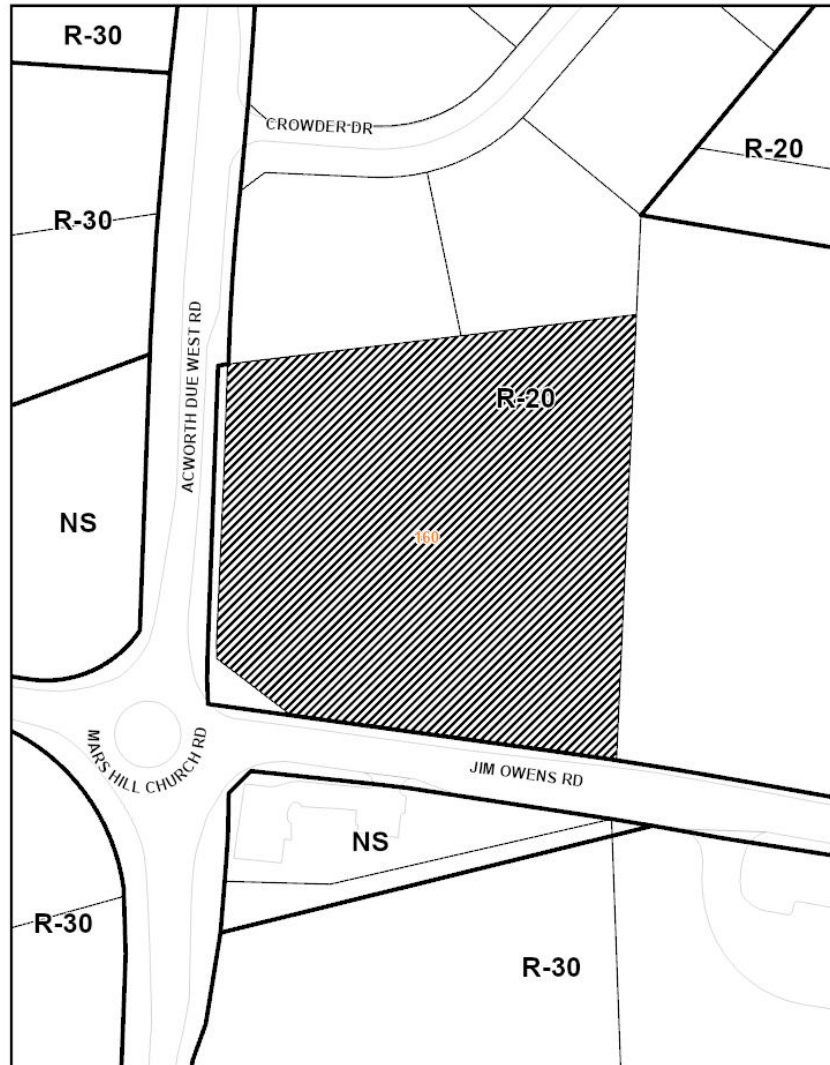 R-30
CROWDER DR
R-20
R-30
ACWORTH DUE WEST RD
R-20
NS
160
MARS HILL CHURCH RD
JIM OWENS RD
NS
R-30
R-30